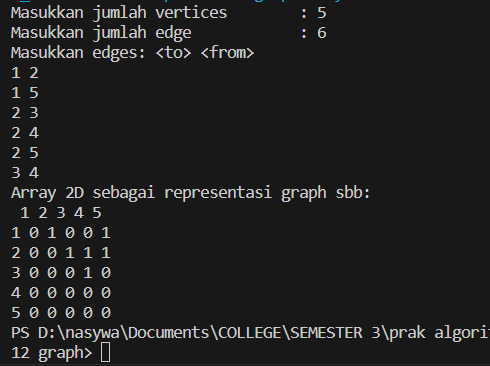 Masukkan jumlah vertices : 5
Masukkan jumlah edge : 6
Masukkan edges: <to> <from>
1 2
1 5
2 3
2 4
2 5
3 4
Array 2D sebagai representasi graph sbb:
1 2 3 4 5
1 0 1 0 0 1
2 0 0 1 1 1
3 0 0 0 1 0
4 0 0 0 0 0
5 0 0 0 0 0
PS D:\nasywa\Documents\COLLEGE\SEMESTER 3\prak algori
12 graph>